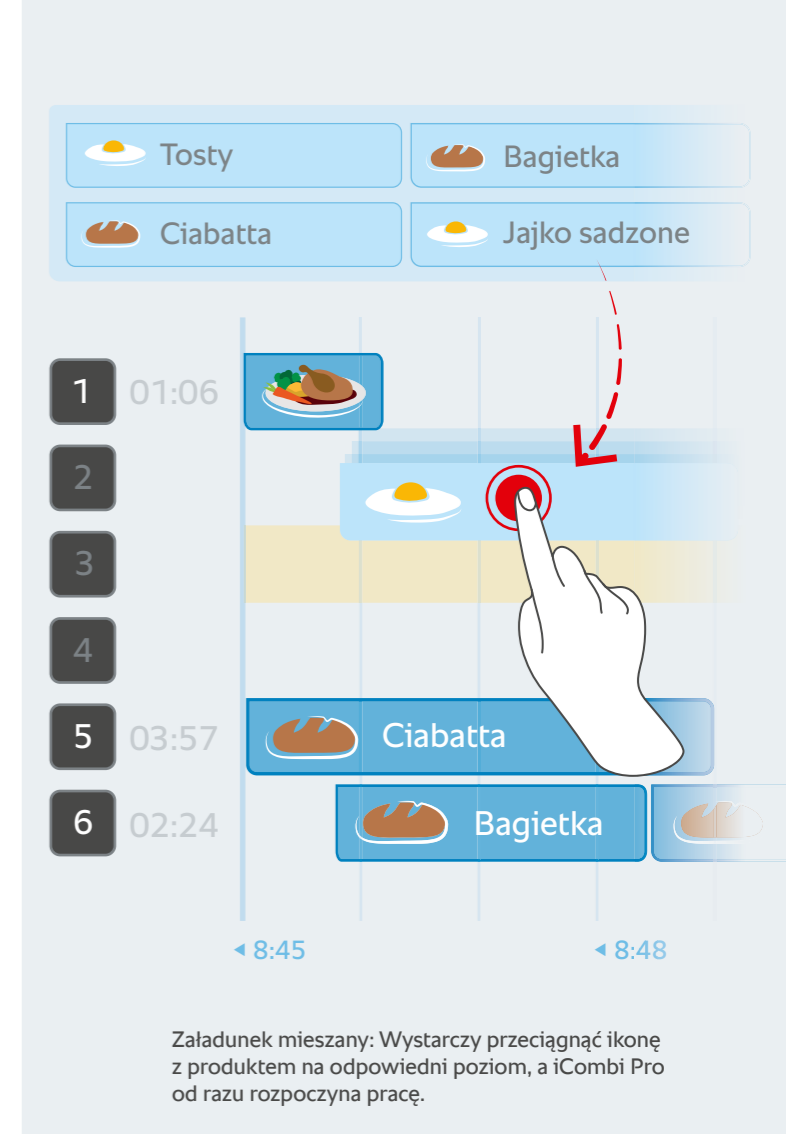 Tosty
Bagietka
Ciabatta
Jajko sadzone
1 01:06
2
3
4
5 03:57 Ciabatta
6 02:24 Bagietka
8:45
8:48
Załadunek mieszany: Wystarczy przeciągnąć ikonę
z produktem na odpowiedni poziom, a iCombi Pro
od razu rozpoczyna pracę.